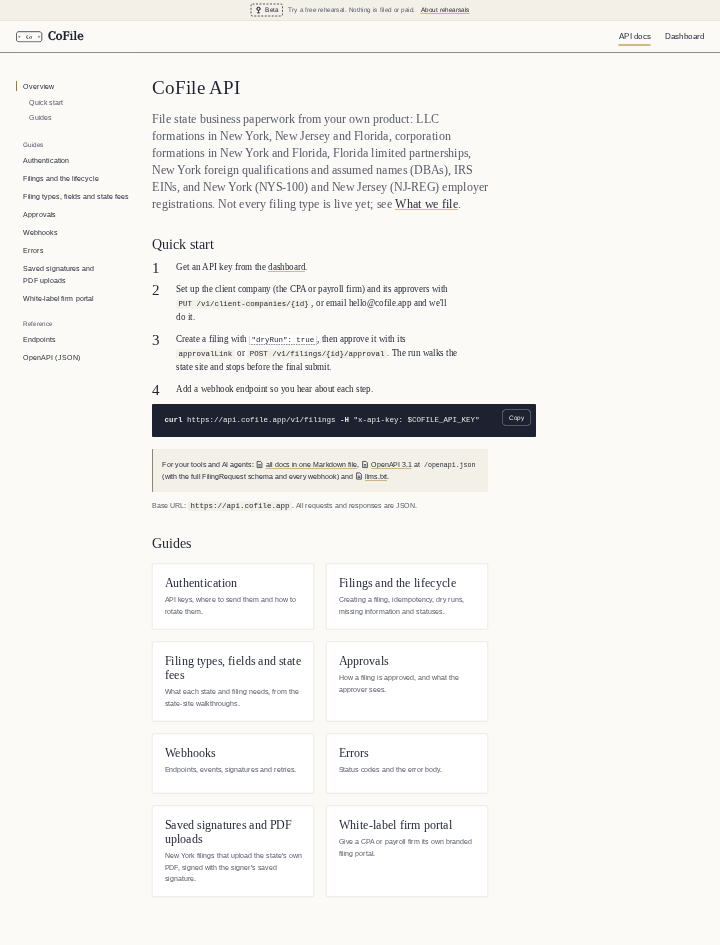 Beta Try a free rehearsal. Nothing is filed or paid. About rehearsals
Co CoFile
API docs Dashboard
Overview
Quick start
Guides
Guides
Authentication
Filings and the lifecycle
Filing types, fields and state fees
Approvals
Webhooks
Errors
Saved signatures and
PDF uploads
White-label firm portal
Reference
Endpoints
OpenAPI (JSON)
CoFile API
File state business paperwork from your own product: LLC
formations in New York, New Jersey and Florida, corporation
formations in New York and Florida, Florida limited partnerships,
New York foreign qualifications and assumed names (DBAs), IRS
EINs, and New York (NYS-100) and New Jersey (NJ-REG) employer
registrations. Not every filing type is live yet; see What we file.
Quick start
1 Get an API key from the dashboard.
2 Set up the client company (the CPA or payroll firm) and its approvers with
PUT /v1/client-companies/{id}, or email hello@cofile.app and we'll
do it.
3 Create a filing with "dryRun": true, then approve it with its
approvalLink or POST /v1/filings/{id}/approval. The run walks the
state site and stops before the final submit.
4 Add a webhook endpoint so you hear about each step.
curl https://api.cofile.app/v1/filings -H "x-api-key: $COFILE_API_KEY"
Copy
For your tools and AI agents: all docs in one Markdown file, OpenAPI 3.1 at /openapi.json
(with the full FilingRequest schema and every webhook) and llms.txt.
Base URL: https://api.cofile.app. All requests and responses are JSON.
Guides
Authentication
API keys, where to send them and how to
rotate them.
Filings and the lifecycle
Creating a filing, idempotency, dry runs,
missing information and statuses.
Filing types, fields and state
fees
What each state and filing needs, from the
state-site walkthroughs.
Approvals
How a filing is approved, and what the
approver sees.
Webhooks
Endpoints, events, signatures and retries.
Errors
Status codes and the error body.
Saved signatures and PDF
uploads
New York filings that upload the state's own
PDF, signed with the signer's saved
signature.
White-label firm portal
Give a CPA or payroll firm its own branded
filing portal.